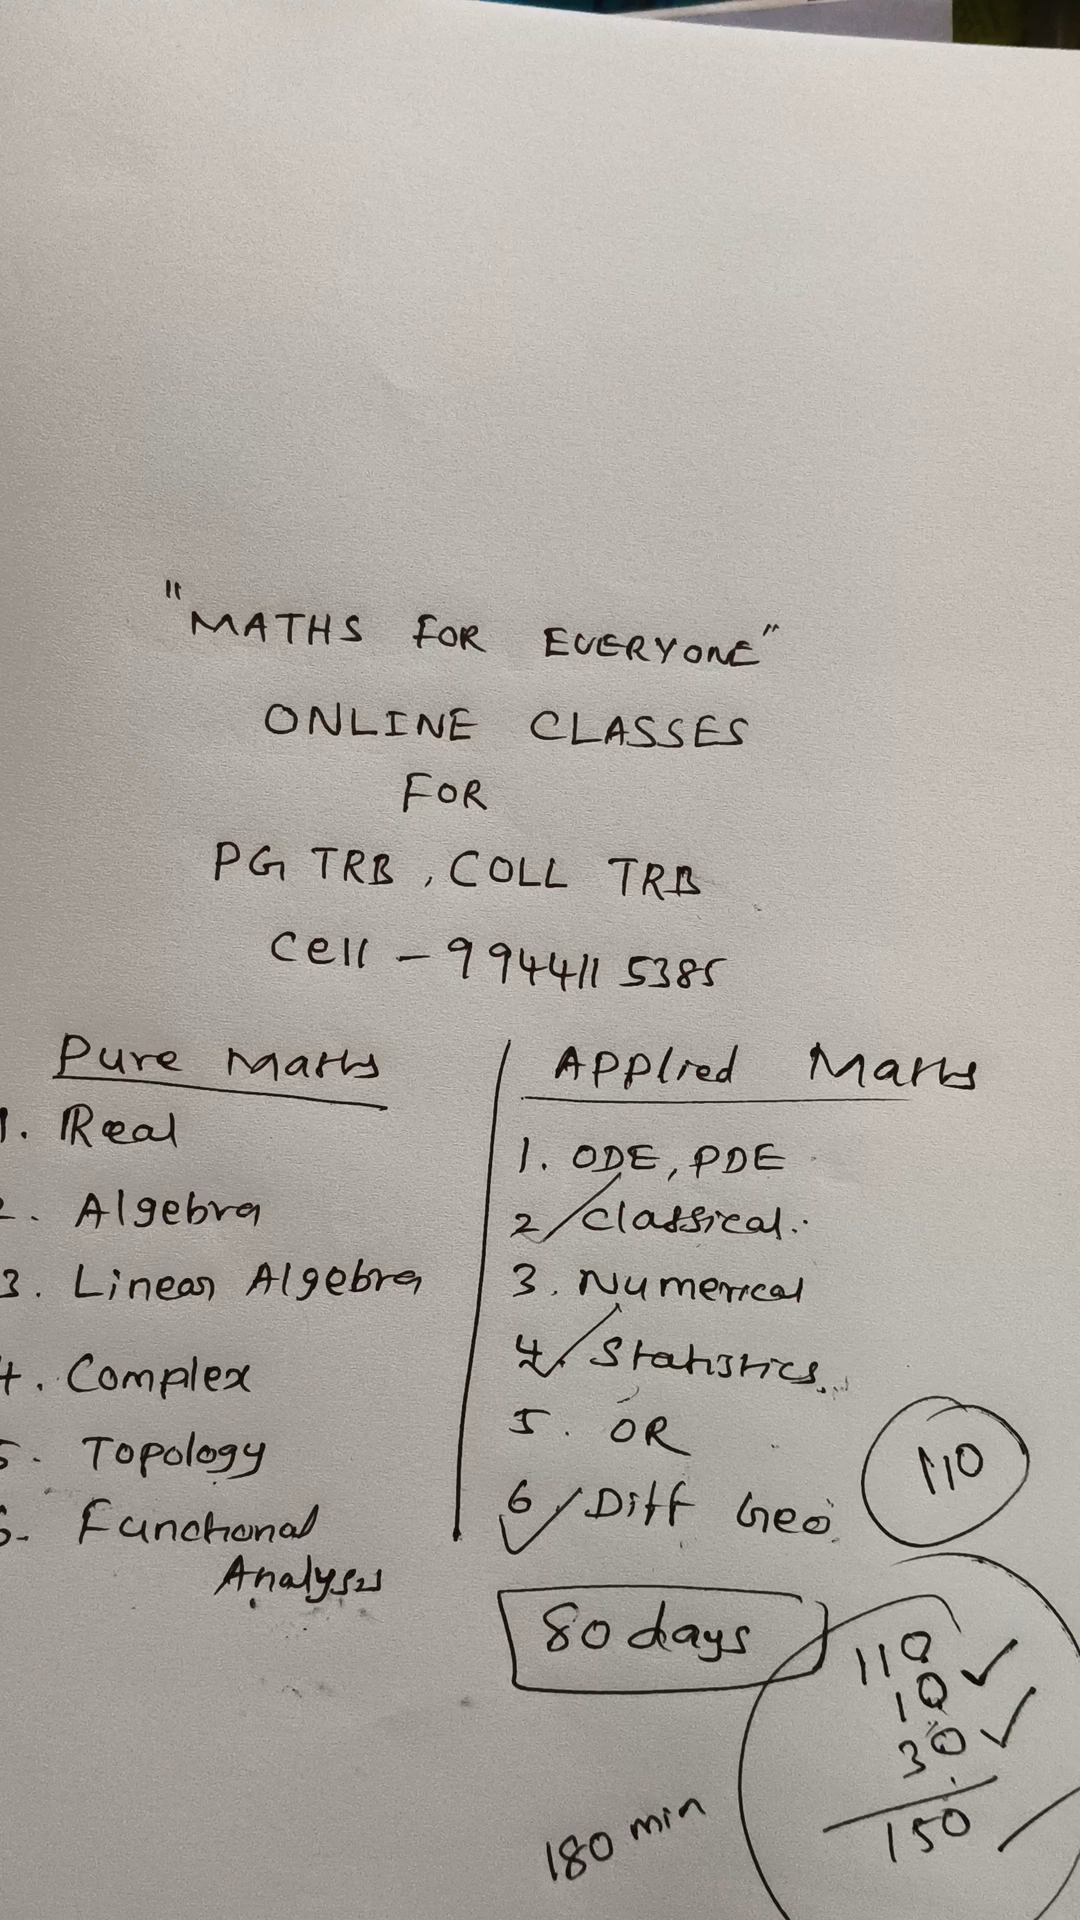 "MATHS FOR EVERYONE"
ONLINE CLASSES
FOR
PG TRB, COLL TRB
Cell - 9944115385
Pure Maths
1. Real
2. Algebra
3. Linear Algebra
4. Complex
5. Topology
6. Functional
Analysis
Applied Maths
1. ODE, PDE
2 Classical.
3. Numerical
4. Statistics.
5. OR
6 Diff Geo
110
80 days
110
10
30
150
180 min